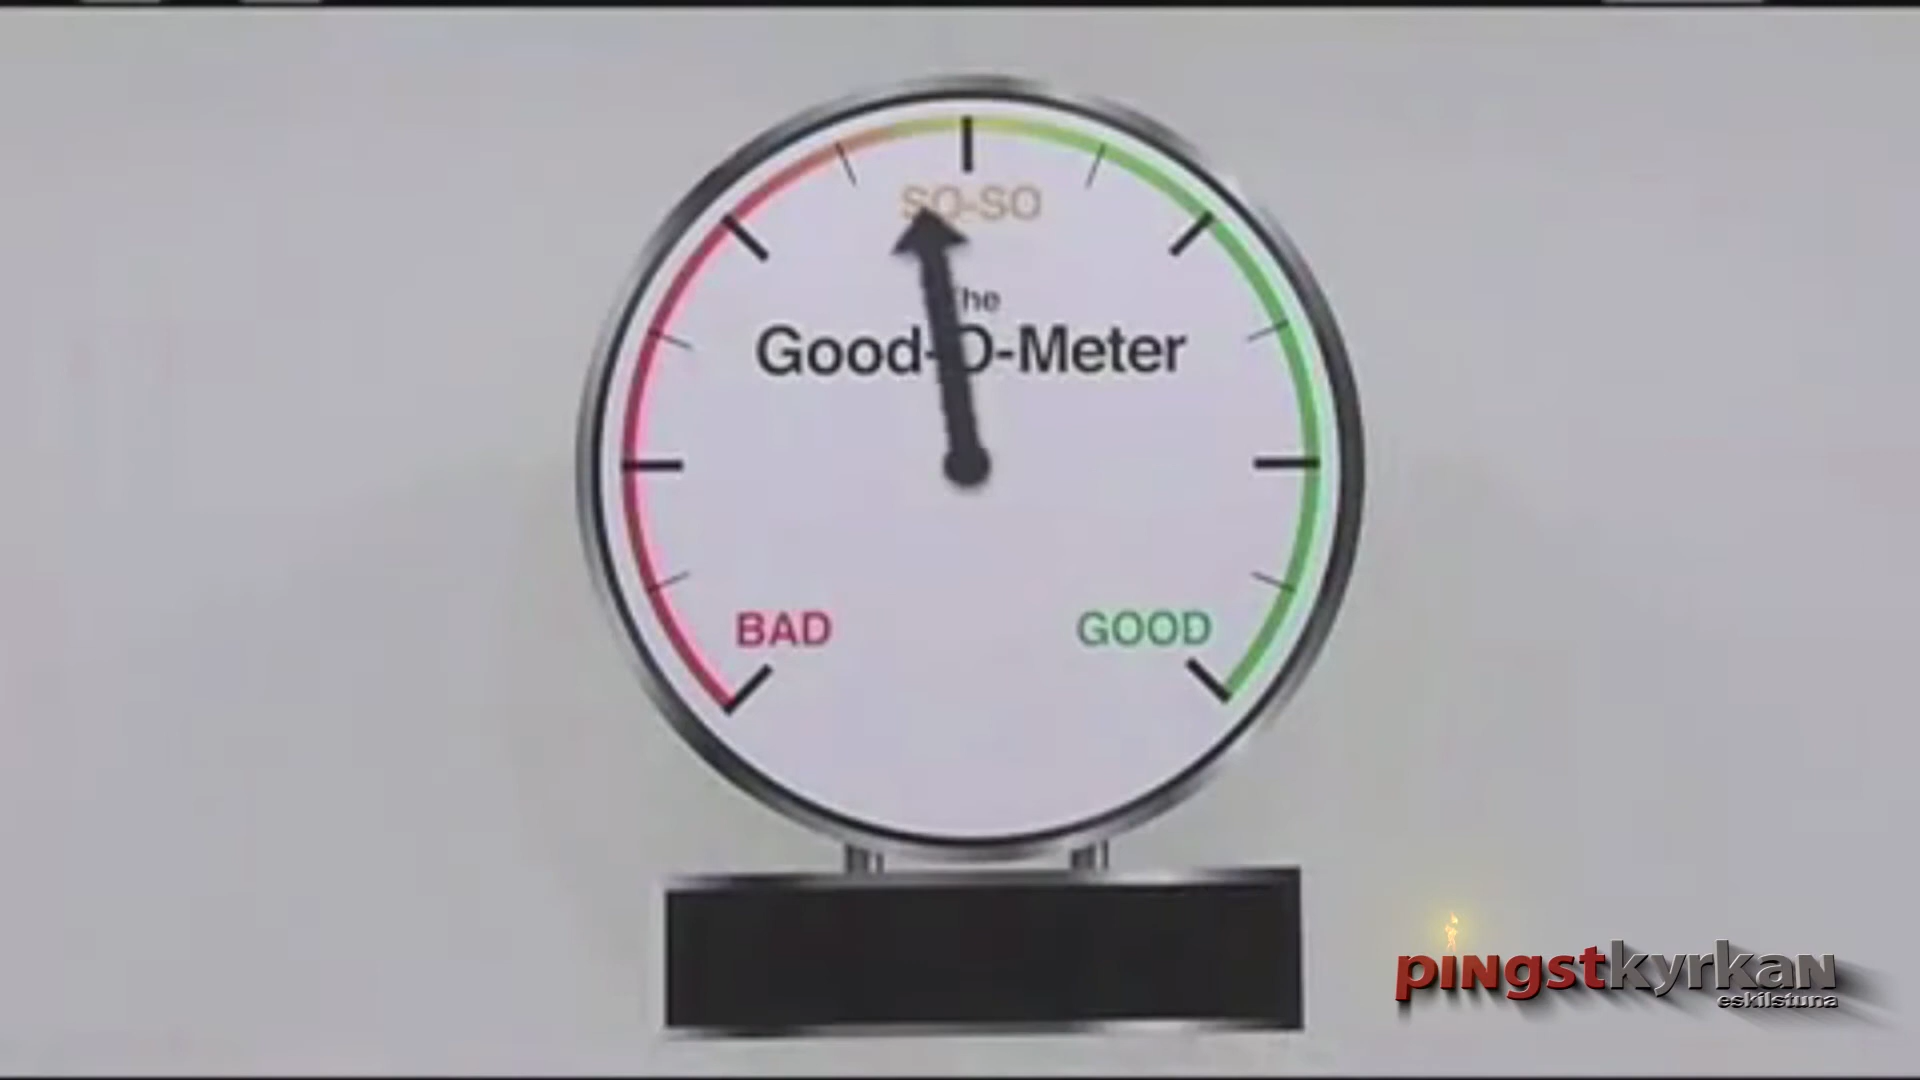 SO-SO
The
Good-O-Meter
BAD
GOOD
pingstkyrkan
eskilstuna